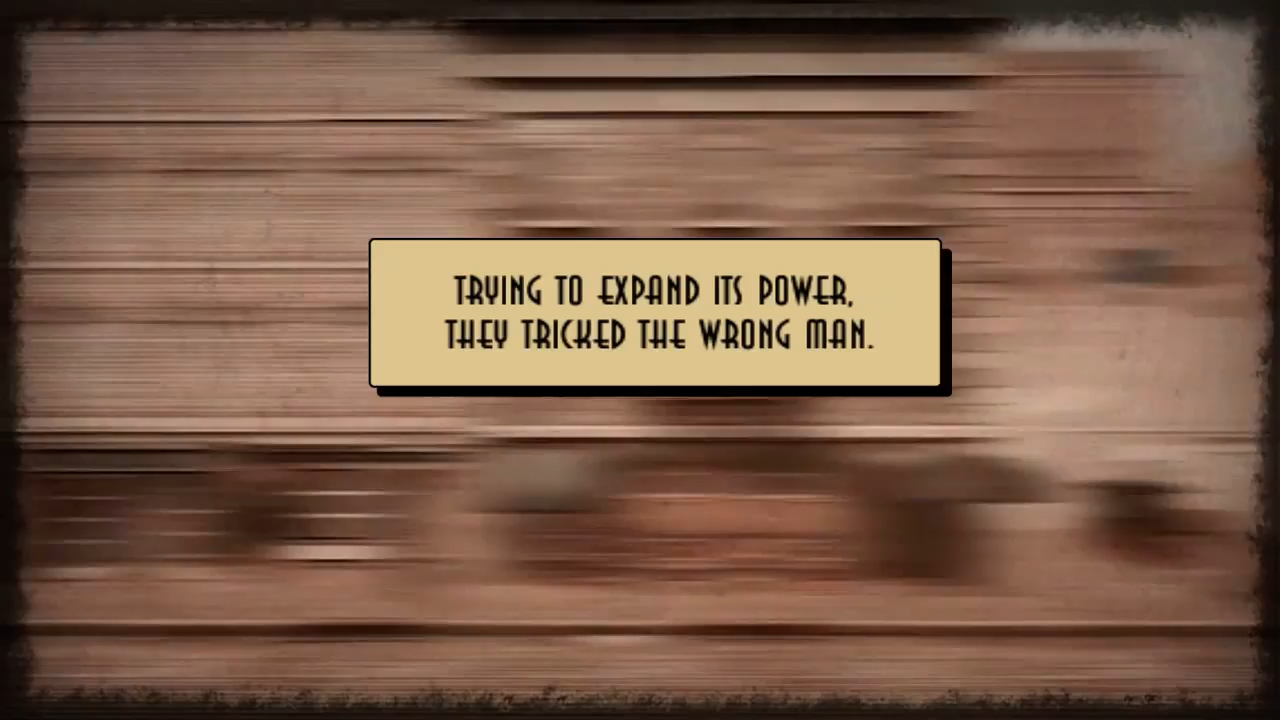 TRYING TO EXPAND ITS POWER,
THEY TRICKED THE WRONG MAN.